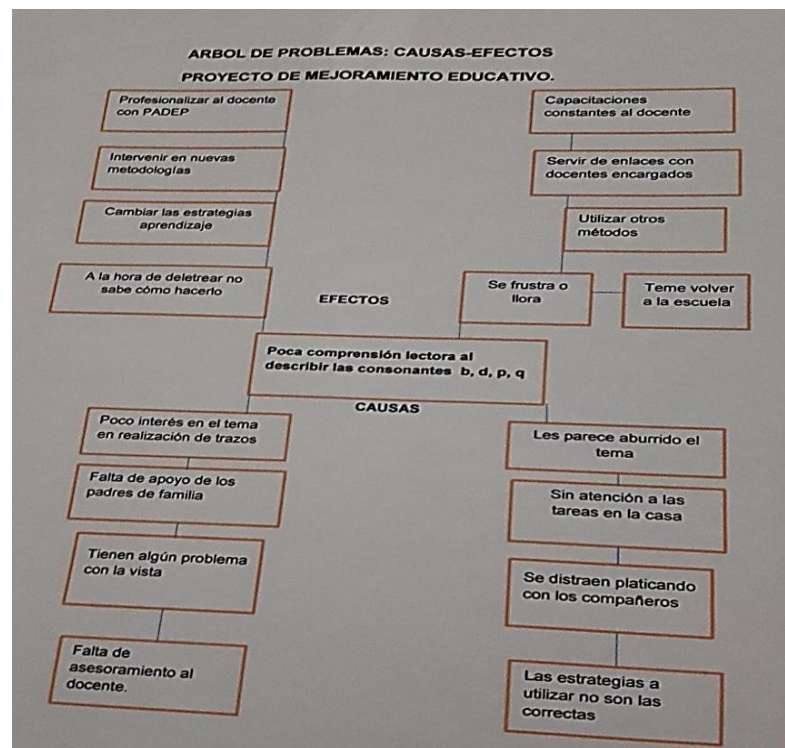 ARBOL DE PROBLEMAS: CAUSAS-EFECTOS
PROYECTO DE MEJORAMIENTO EDUCATIVO.
Profesionalizar al docente
con PADEP
Intervenir en nuevas
metodologías
Cambiar las estrategias
aprendizaje
A la hora de deletrear no
sabe cómo hacerlo
Capacitaciones
constantes al docente
Servir de enlaces con
docentes encargados
Utilizar otros
métodos
Se frustra o
llora
Teme volver
a la escuela
EFECTOS
Poca comprensión lectora al
describir las consonantes b, d, p, q
CAUSAS
Poco interés en el tema
en realización de trazos
Falta de apoyo de los
padres de familia
Tienen algún problema
con la vista
Falta de
asesoramiento al
docente.
Les parece aburrido el
tema
Sin atención a las
tareas en la casa
Se distraen platicando
con los compañeros
Las estrategias a
utilizar no son las
correctas